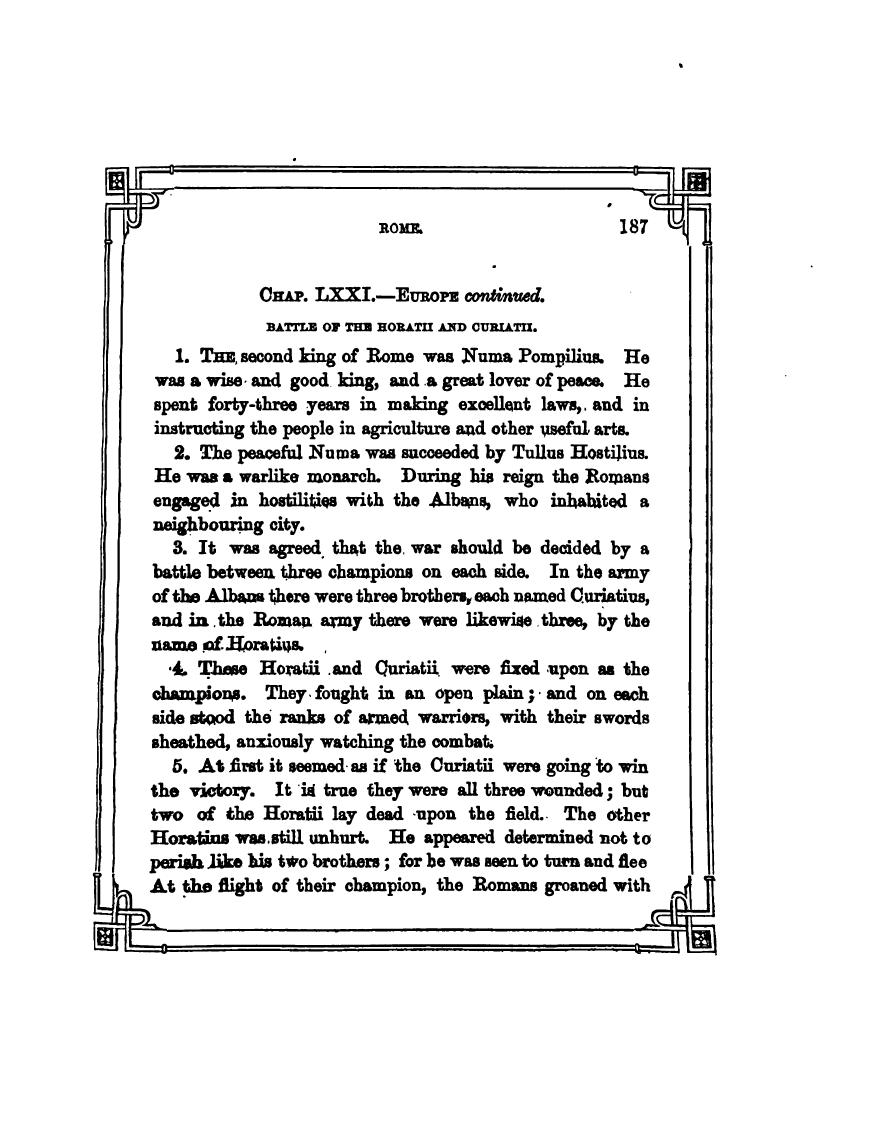 ROME.
187
CHAP. LXXI.—EUROPE continued.
BATTLE OF THE HORATII AND CURIATII.
1. THE second king of Rome was Numa Pompilius. He
was a wise and good king, and a great lover of peace. He
spent forty-three years in making excellent laws, and in
instructing the people in agriculture and other useful arts.
2. The peaceful Numa was succeeded by Tullus Hostilius.
He was a warlike monarch. During his reign the Romans
engaged in hostilities with the Albans, who inhabited a
neighbouring city.
3. It was agreed that the war should be decided by a
battle between three champions on each side. In the army
of the Albans there were three brothers, each named Curiatius,
and in the Roman army there were likewise three, by the
name of Horatius.
4. These Horatii and Curiatii were fixed upon as the
champions. They fought in an open plain; and on each
side stood the ranks of armed warriors, with their swords
sheathed, anxiously watching the combat.
5. At first it seemed as if the Curiatii were going to win
the victory. It is true they were all three wounded; but
two of the Horatii lay dead upon the field. The other
Horatius was still unhurt. He appeared determined not to
perish like his two brothers; for he was seen to turn and flee
At the flight of their champion, the Romans groaned with